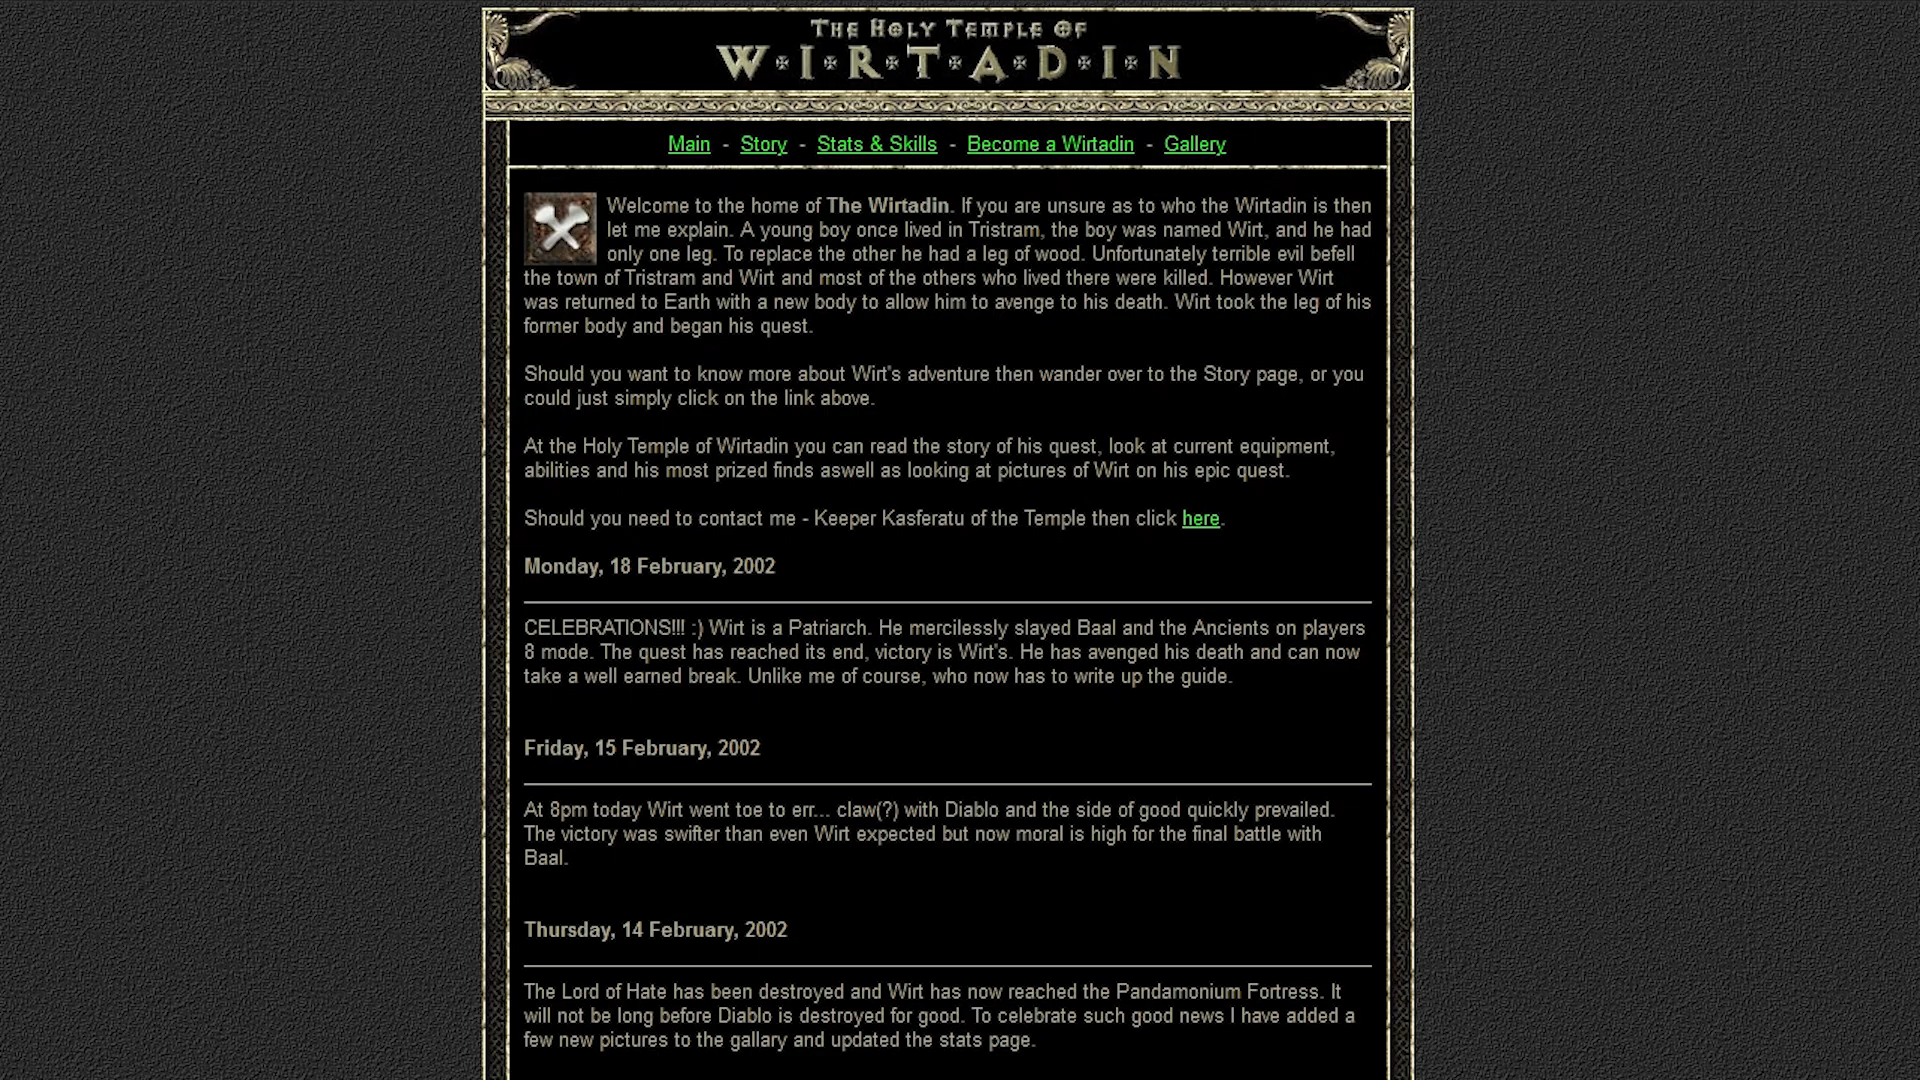 The Holy Temple Of
W·I·R·T·A·D·I·N
Main - Story - Stats & Skills - Become a Wirtadin - Gallery
Welcome to the home of The Wirtadin. If you are unsure as to who the Wirtadin is then
let me explain. A young boy once lived in Tristram, the boy was named Wirt, and he had
only one leg. To replace the other he had a leg of wood. Unfortunately terrible evil befell
the town of Tristram and Wirt and most of the others who lived there were killed. However Wirt
was returned to Earth with a new body to allow him to avenge to his death. Wirt took the leg of his
former body and began his quest.
Should you want to know more about Wirt's adventure then wander over to the Story page, or you
could just simply click on the link above.
At the Holy Temple of Wirtadin you can read the story of his quest, look at current equipment,
abilities and his most prized finds aswell as looking at pictures of Wirt on his epic quest.
Should you need to contact me - Keeper Kasferatu of the Temple then click here.
Monday, 18 February, 2002
CELEBRATIONS!!! :) Wirt is a Patriarch. He mercilessly slayed Baal and the Ancients on players
8 mode. The quest has reached its end, victory is Wirt's. He has avenged his death and can now
take a well earned break. Unlike me of course, who now has to write up the guide.
Friday, 15 February, 2002
At 8pm today Wirt went toe to err... claw(?) with Diablo and the side of good quickly prevailed.
The victory was swifter than even Wirt expected but now moral is high for the final battle with
Baal.
Thursday, 14 February, 2002
The Lord of Hate has been destroyed and Wirt has now reached the Pandamonium Fortress. It
will not be long before Diablo is destroyed for good. To celebrate such good news I have added a
few new pictures to the gallary and updated the stats page.